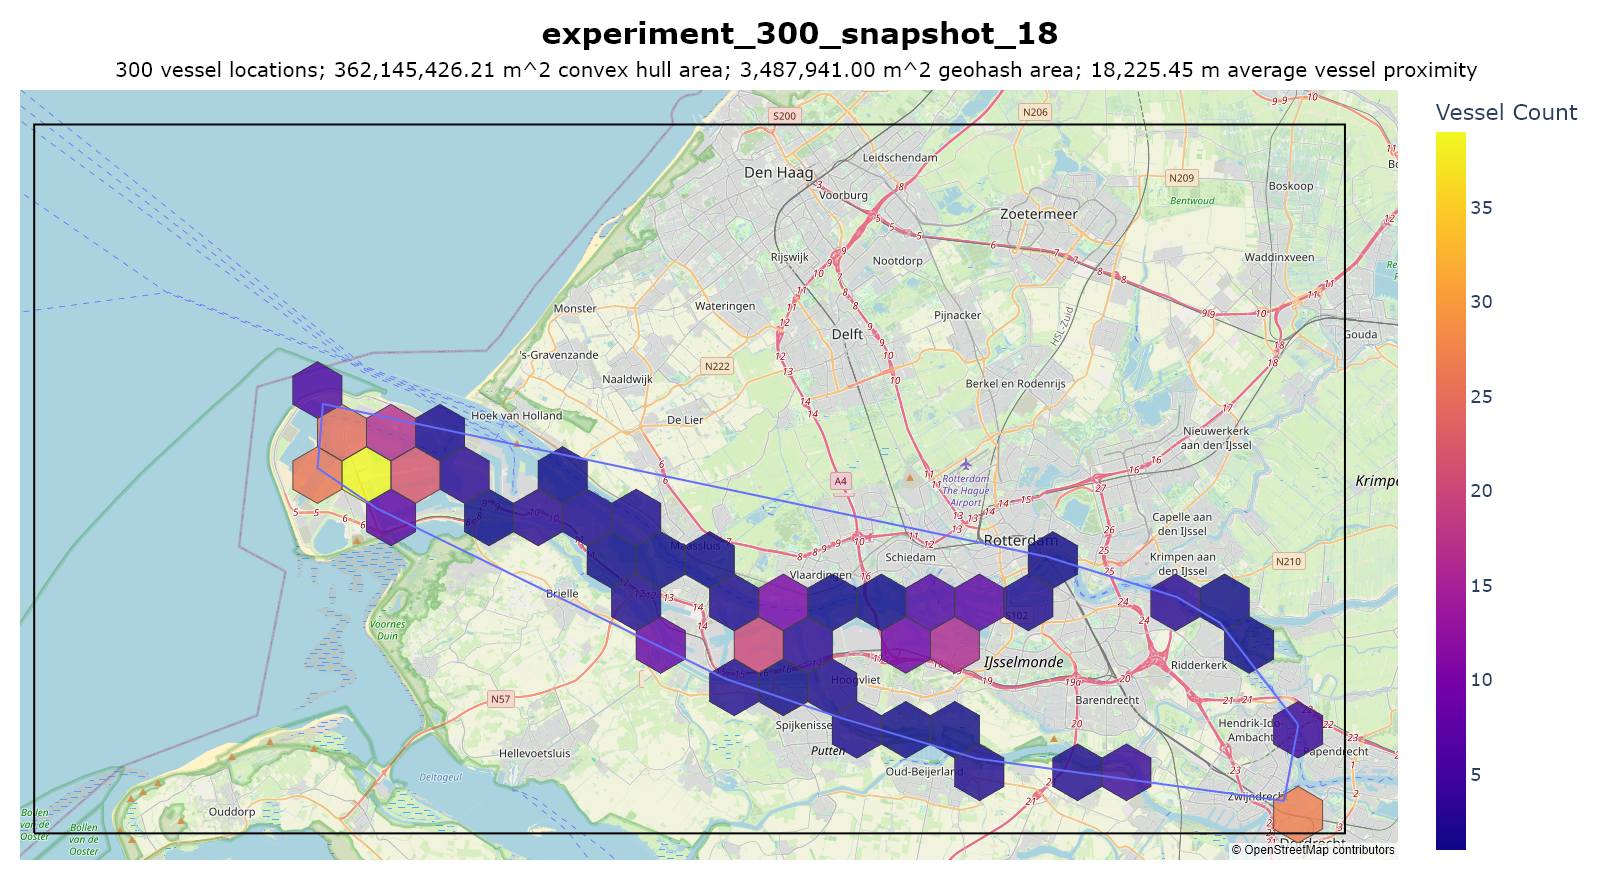 experiment_300_snapshot_18
300 vessel locations; 362,145,426.21 m^2 convex hull area; 3,487,941.00 m^2 geohash area; 18,225.45 m average vessel proximity
Vessel Count
35
30
25
20
15
10
5
S200
N206
Den Haag
Leidschendam
Voorburg
N209
Boskoop
Bentwoud
Zoetermeer
Rijswijk
Nootdorp
Waddinxveen
Monster
Wateringen
Pijnacker
HSL-Zuid
Delft
Gouda
's-Gravenzande
N222
Naaldwijk
Berkel en Rodenrijs
Hoek van Holland
De Lier
Nieuwerkerk
aan den IJssel
A4
Rotterdam
The Hague
Airport
Krimpe
Capelle aan
den IJssel
Rotterdam
Maassluis
Schiedam
Krimpen aan
den IJssel
N210
Vlaardingen
Brielle
S102
Voornes
Duin
IJsselmonde
Ridderkerk
Hoogvliet
Barendrecht
N57
Spijkenisse
Hendrik-Ido-
Ambacht
Putten
Papendrecht
Hellevoetsluis
Oud-Beijerland
Deltageul
Zwijndrecht
Ouddorp
Bollen
van de
Ooster
Bollen
van de
Ooster
Dordrecht
© OpenStreetMap contributors